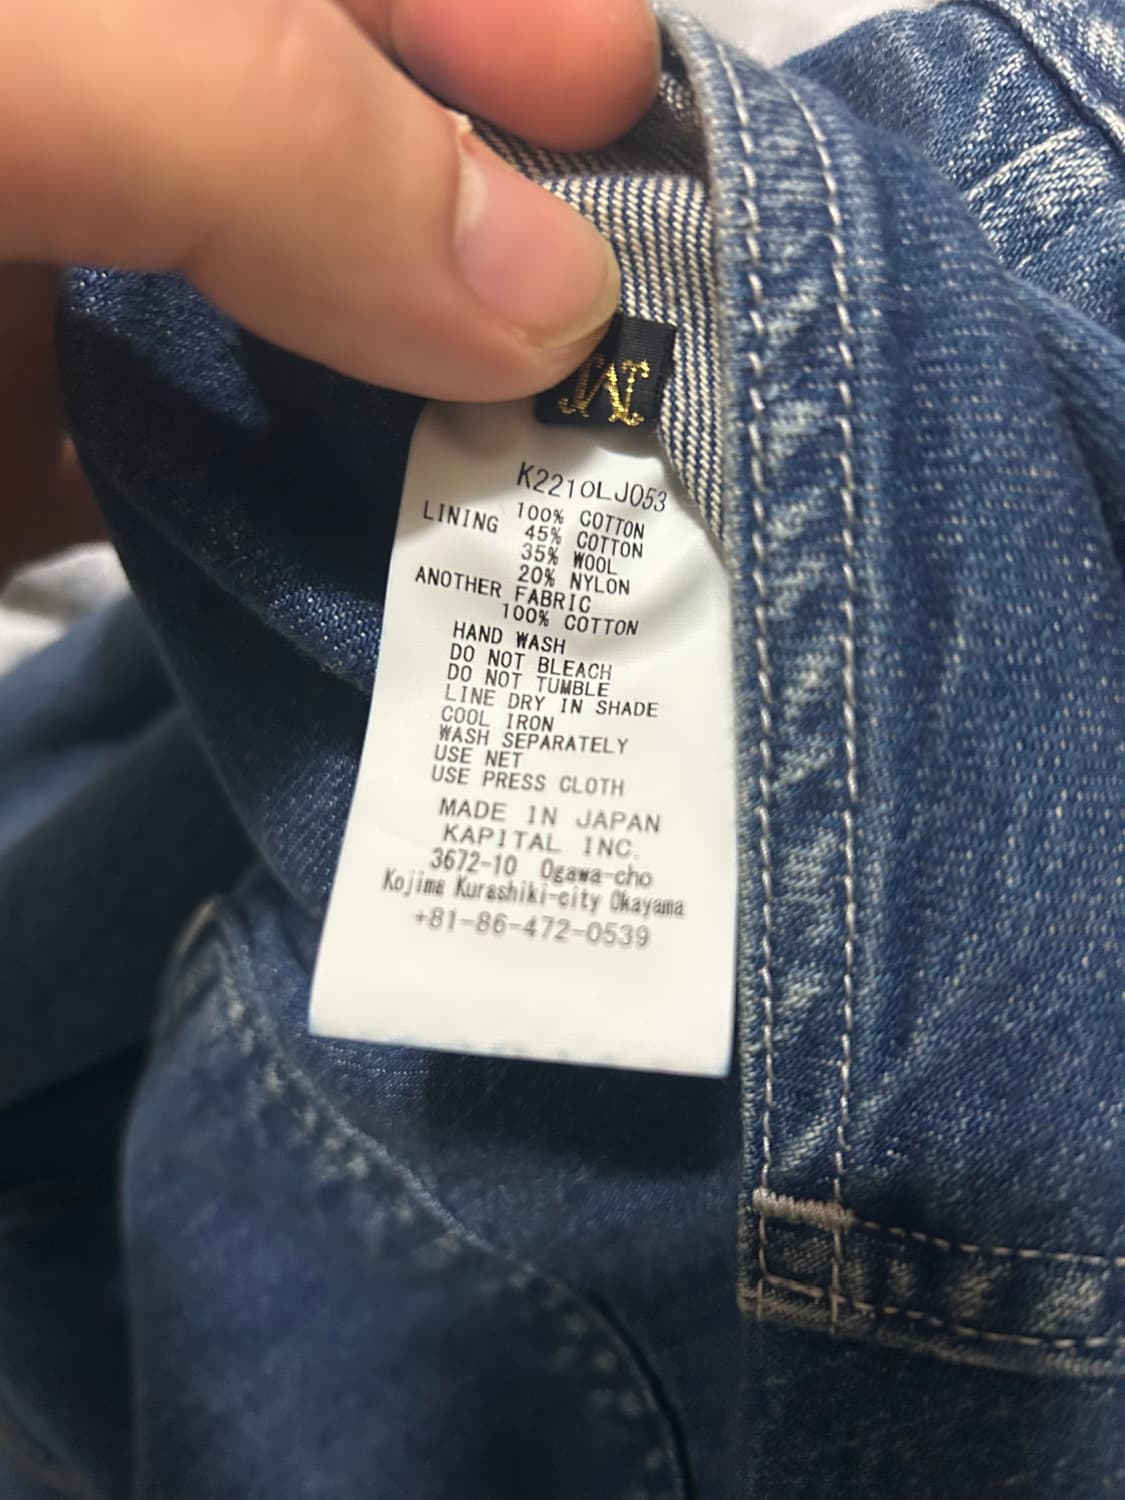 M
K2210LJ053
100% COTTON
LINING 45% COTTON
35% WOOL
20% NYLON
ANOTHER FABRIC
100% COTTON
HAND WASH
DO NOT BLEACH
DO NOT TUMBLE
LINE DRY IN SHADE
COOL IRON
WASH SEPARATELY
USE NET
USE PRESS CLOTH
MADE IN JAPAN
KAPITAL INC.
3672-10 Ogawa-cho
Kojima Kurashiki-city Okayama
+81-86-472-0539